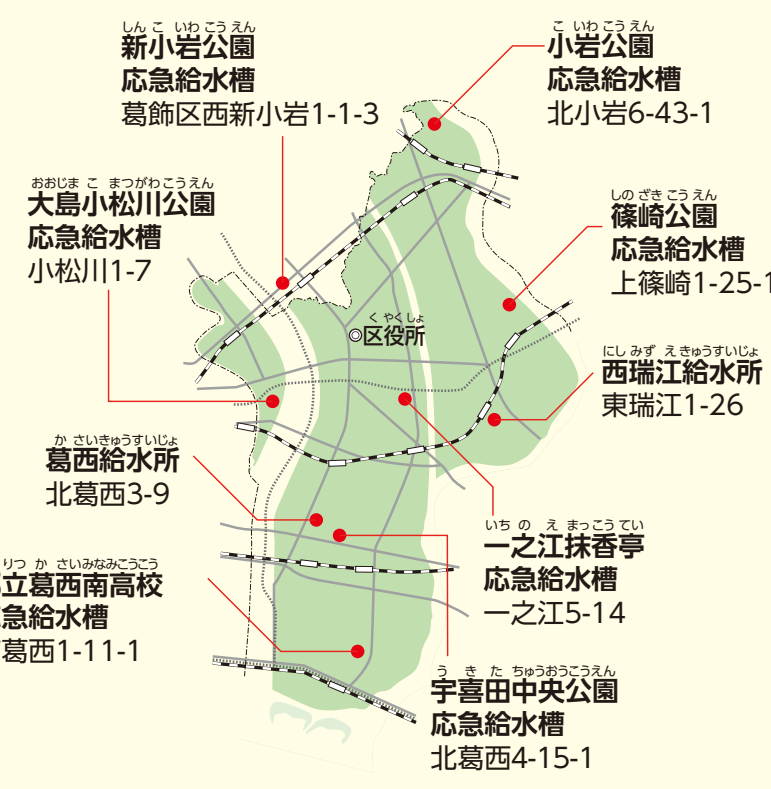 しん こ いわ こう えん
新小岩公園
応急給水槽
葛飾区西新小岩1-1-3
こ いわ こう えん
小岩公園
応急給水槽
北小岩6-43-1
おおじま こ まつがわ こうえん
大島小松川公園
応急給水槽
小松川1-7
しの ざき こう えん
篠崎公園
応急給水槽
上篠崎1-25-1
く やく しょ
区役所
にし みず え きゅうすいじょ
西瑞江給水所
東瑞江1-26
か さいきゅうすいじょ
葛西給水所
北葛西3-9
いち の え まっこう てい
一之江抹香亭
応急給水槽
一之江5-14
りつ か さいみなみこうこう
立葛西南高校
急給水槽
葛西1-11-1
う き た ちゅうおうこうえん
宇喜田中央公園
応急給水槽
北葛西4-15-1